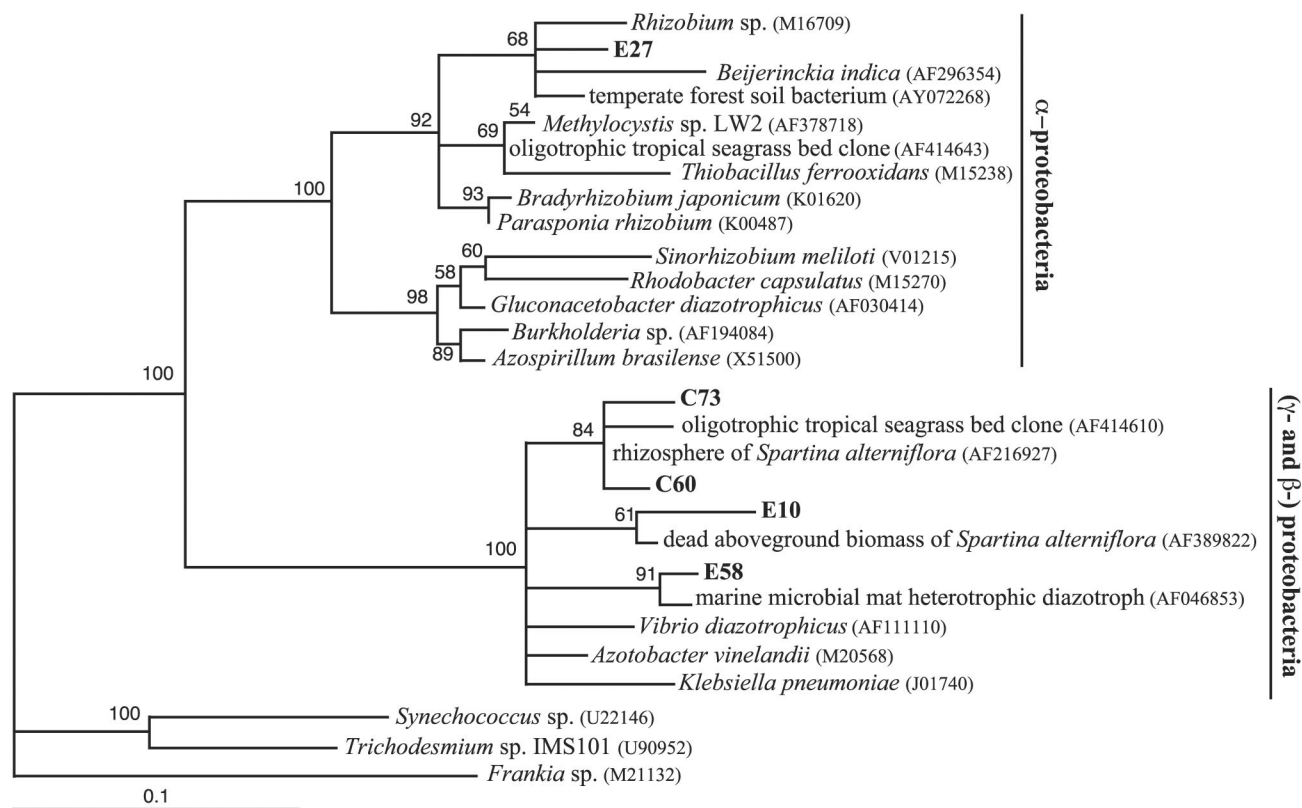 Rhizobium sp. (M16709)
68
E27
Beijerinckia indica (AF296354)
temperate forest soil bacterium (AY072268)
54
92
Methylocystis sp. LW2 (AF378718)
69
oligotrophic tropical seagrass bed clone (AF414643)
Thiobacillus ferrooxidans (M15238)
100
93
Bradyrhizobium japonicum (K01620)
Parasponia rhizobium (K00487)
60
Sinorhizobium meliloti (V01215)
58
Rhodobacter capsulatus (M15270)
98
Gluconacetobacter diazotrophicus (AF030414)
Burkholderia sp. (AF194084)
89
Azospirillum brasilense (X51500)
α–proteobacteria
100
C73
84
oligotrophic tropical seagrass bed clone (AF414610)
rhizosphere of Spartina alterniflora (AF216927)
C60
61
E10
dead aboveground biomass of Spartina alterniflora (AF389822)
100
91
E58
marine microbial mat heterotrophic diazotroph (AF046853)
Vibrio diazotrophicus (AF111110)
Azotobacter vinelandii (M20568)
Klebsiella pneumoniae (J01740)
(γ- and β-) proteobacteria
100
Synechococcus sp. (U22146)
Trichodesmium sp. IMS101 (U90952)
Frankia sp. (M21132)
0.1